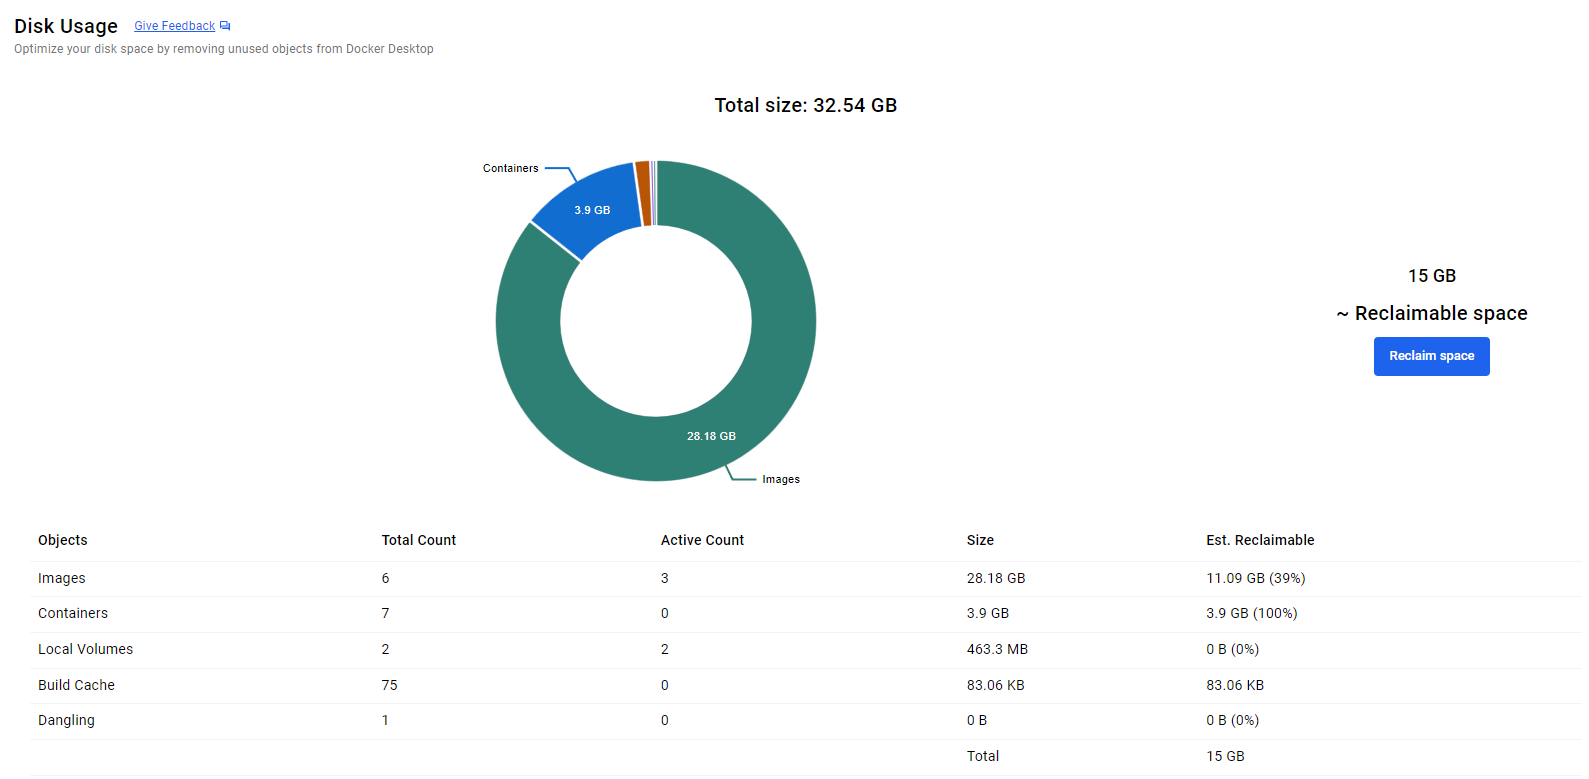 Disk Usage Give Feedback
Optimize your disk space by removing unused objects from Docker Desktop
Total size: 32.54 GB
Containers
3.9 GB
28.18 GB
Images
15 GB
~ Reclaimable space
Reclaim space
Objects Total Count Active Count Size Est. Reclaimable
Images 6 3 28.18 GB 11.09 GB (39%)
Containers 7 0 3.9 GB 3.9 GB (100%)
Local Volumes 2 2 463.3 MB 0 B (0%)
Build Cache 75 0 83.06 KB 83.06 KB
Dangling 1 0 0 B 0 B (0%)
Total 15 GB